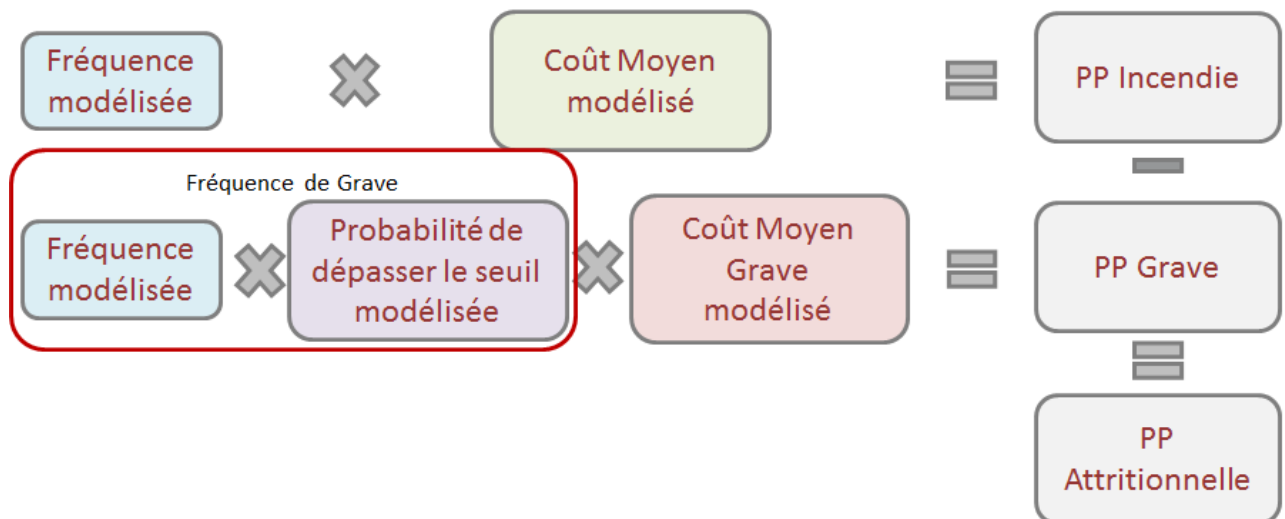 Fréquence
modélisée
Coût Moyen
modélisé
PP Incendie
Fréquence de Grave
Fréquence
modélisée
Probabilité de
dépasser le seuil
modélisée
Coût Moyen
Grave
modélisé
PP Grave
PP
Attritionnelle